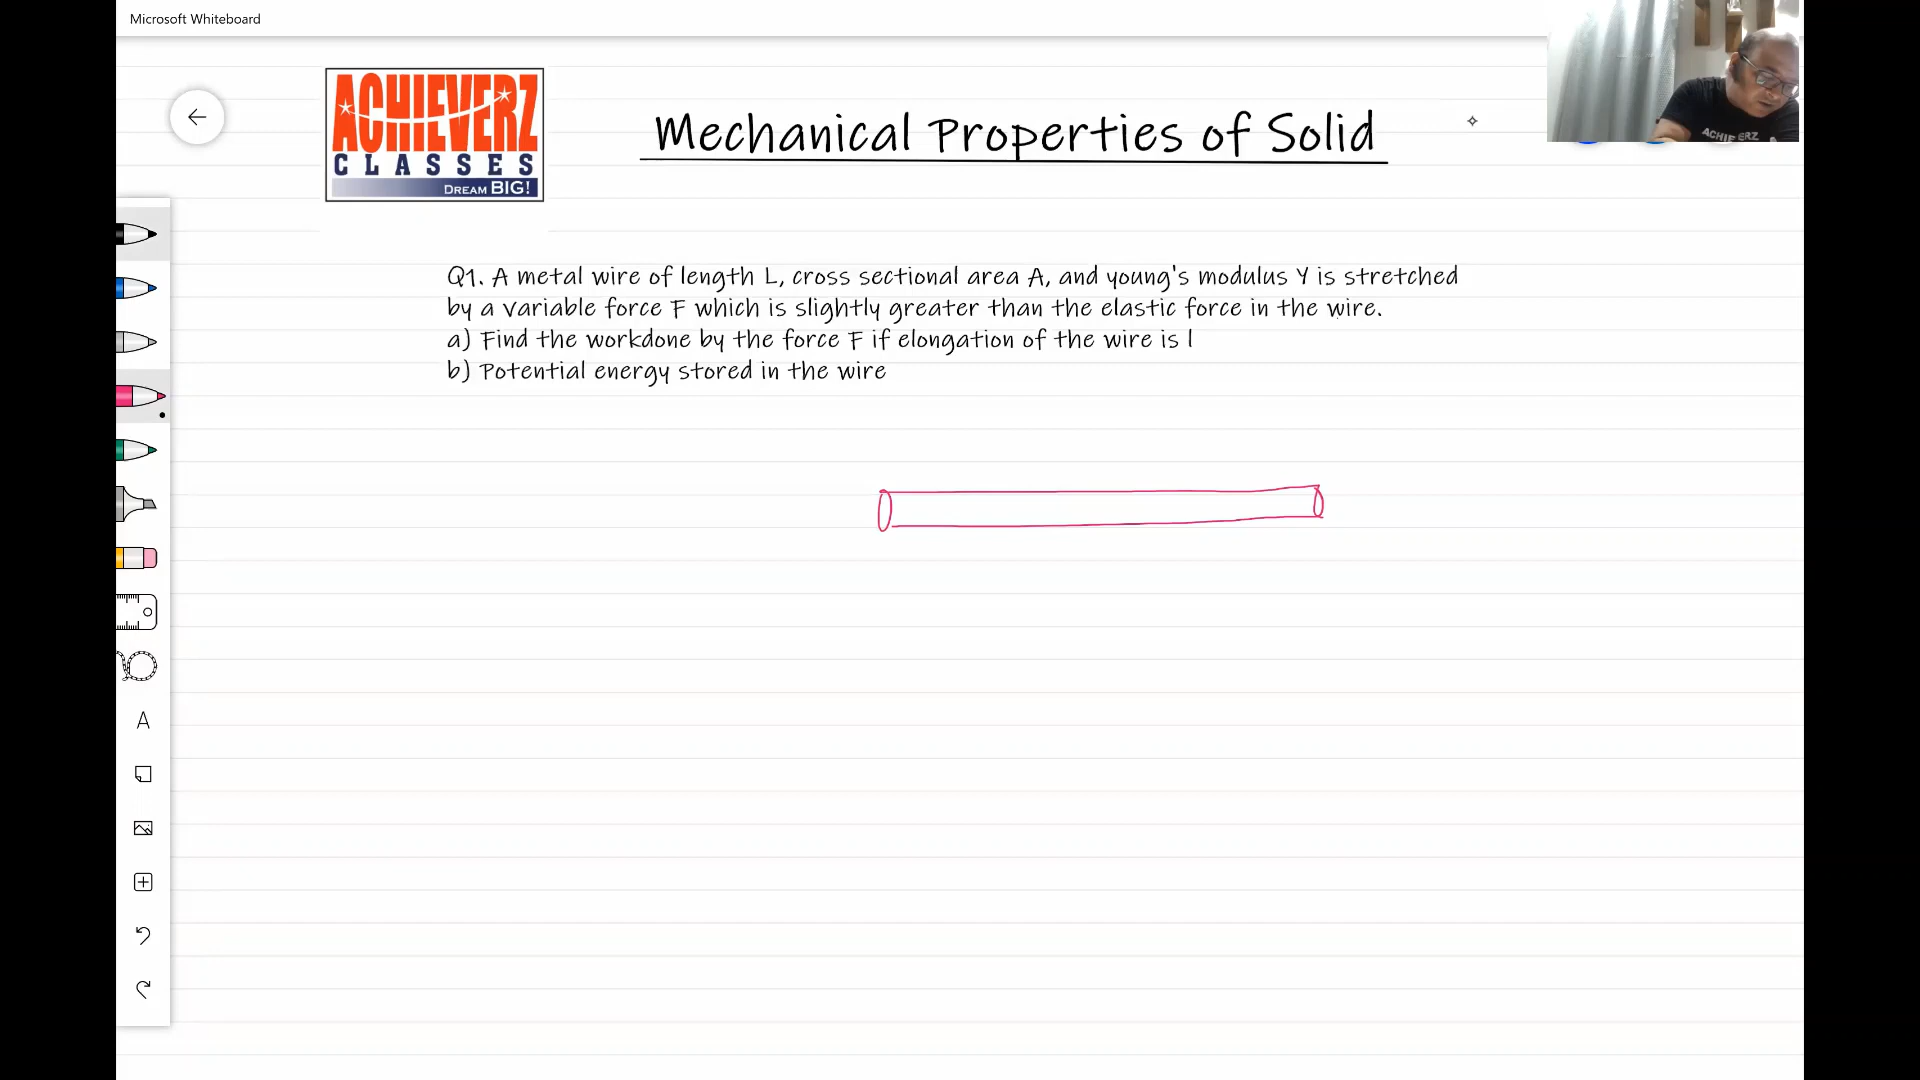 Microsoft Whiteboard
ACHIEVERZ
CLASSES
DREAM BIG!
Mechanical Properties of Solid
ACHIEVERZ
Q1. A metal wire of length L, cross sectional area A, and young's modulus Y is stretched
by a variable force F which is slightly greater than the elastic force in the wire.
a) Find the workdone by the force F if elongation of the wire is l
b) Potential energy stored in the wire
A